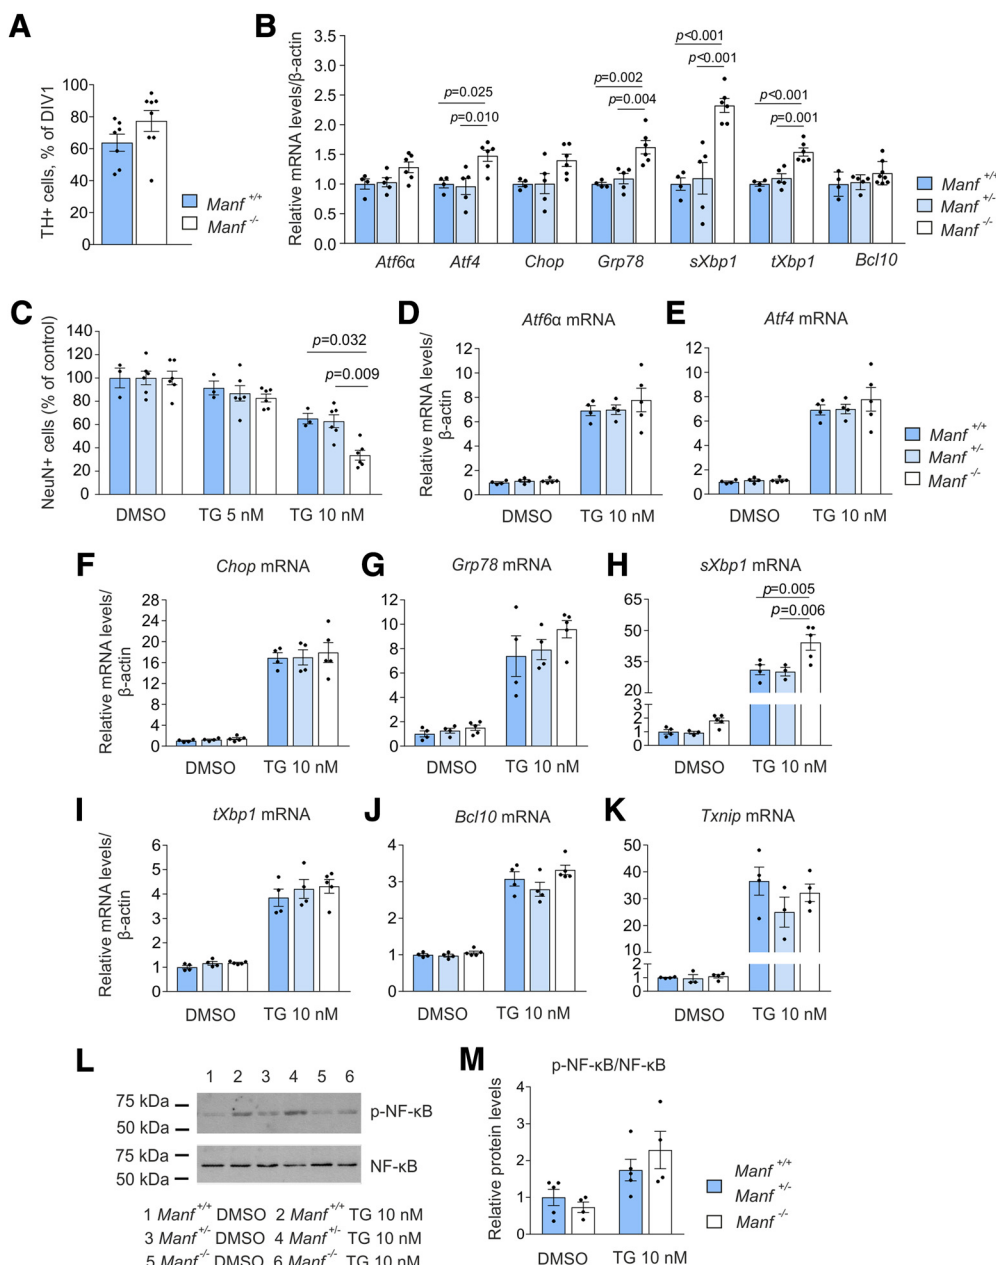 A
TH+ cells, % of DIV1
100
80
60
40
20
0
Manf +/+
Manf -/-
B
Relative mRNA levels/β-actin
3.5
3.0
2.5
2.0
1.5
1.0
0.5
0.0
p=0.025
p=0.010
p=0.002
p=0.004
p<0.001
p<0.001
p<0.001
p=0.001
Atf6α Atf4 Chop Grp78 sXbp1 tXbp1 Bcl10
Manf +/+
Manf +/-
Manf -/-
C
NeuN+ cells (% of control)
140
120
100
80
60
40
20
0
p=0.032
p=0.009
DMSO TG 5 nM TG 10 nM
D
Atf6α mRNA
Relative mRNA levels/
β-actin
12
10
8
6
4
2
0
DMSO TG 10 nM
E
Atf4 mRNA
12
10
8
6
4
2
0
DMSO TG 10 nM
Manf +/+
Manf +/-
Manf -/-
F
Chop mRNA
Relative mRNA levels/
β-actin
28
24
20
16
12
8
4
0
DMSO TG 10 nM
G
Grp78 mRNA
12
10
8
6
4
2
0
DMSO TG 10 nM
H
sXbp1 mRNA
65
50
35
20
3
2
1
0
p=0.005
p=0.006
DMSO TG 10 nM
I
tXbp1 mRNA
Relative mRNA levels/
β-actin
6
5
4
3
2
1
0
DMSO TG 10 nM
J
Bcl10 mRNA
4
3
2
1
0
DMSO TG 10 nM
K
Txnip mRNA
50
40
30
20
10
2
1
0
DMSO TG 10 nM
L
1 2 3 4 5 6
75 kDa
50 kDa
p-NF-κB
75 kDa
50 kDa
NF-κB
1 Manf +/+ DMSO 2 Manf +/+ TG 10 nM
3 Manf +/- DMSO 4 Manf +/- TG 10 nM
5 Manf -/- DMSO 6 Manf -/- TG 10 nM
M
p-NF-κB/NF-κB
Relative protein levels
4
3
2
1
0
DMSO TG 10 nM
Manf +/+
Manf +/-
Manf -/-